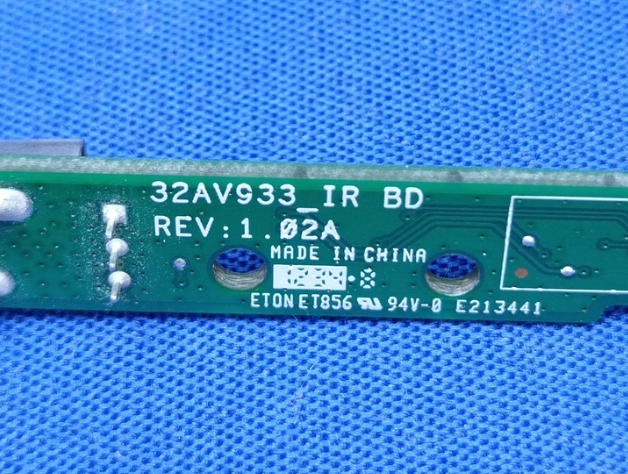 32AV933_IR BD
REV:1.02A
MADE IN CHINA
ETON ET856 94V-0 E213441